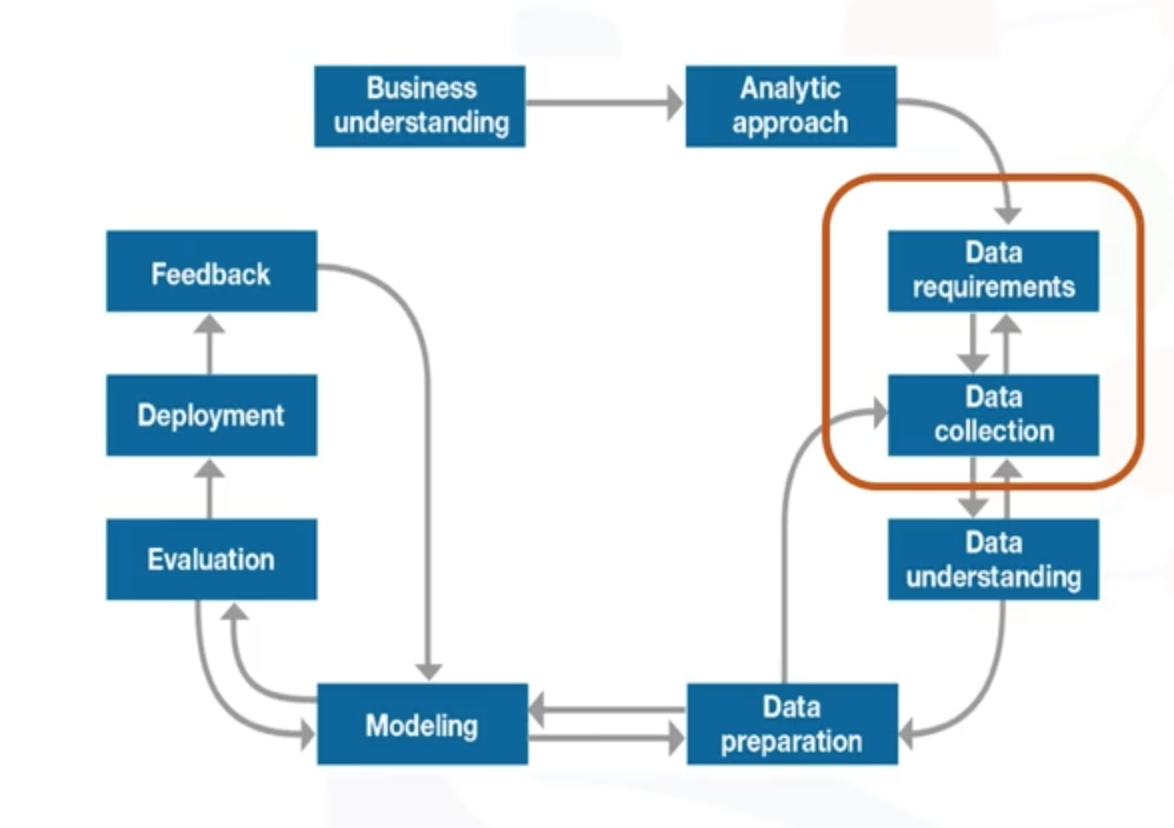 Business
understanding
Analytic
approach
Data
requirements
Data
collection
Data
understanding
Data
preparation
Modeling
Evaluation
Deployment
Feedback